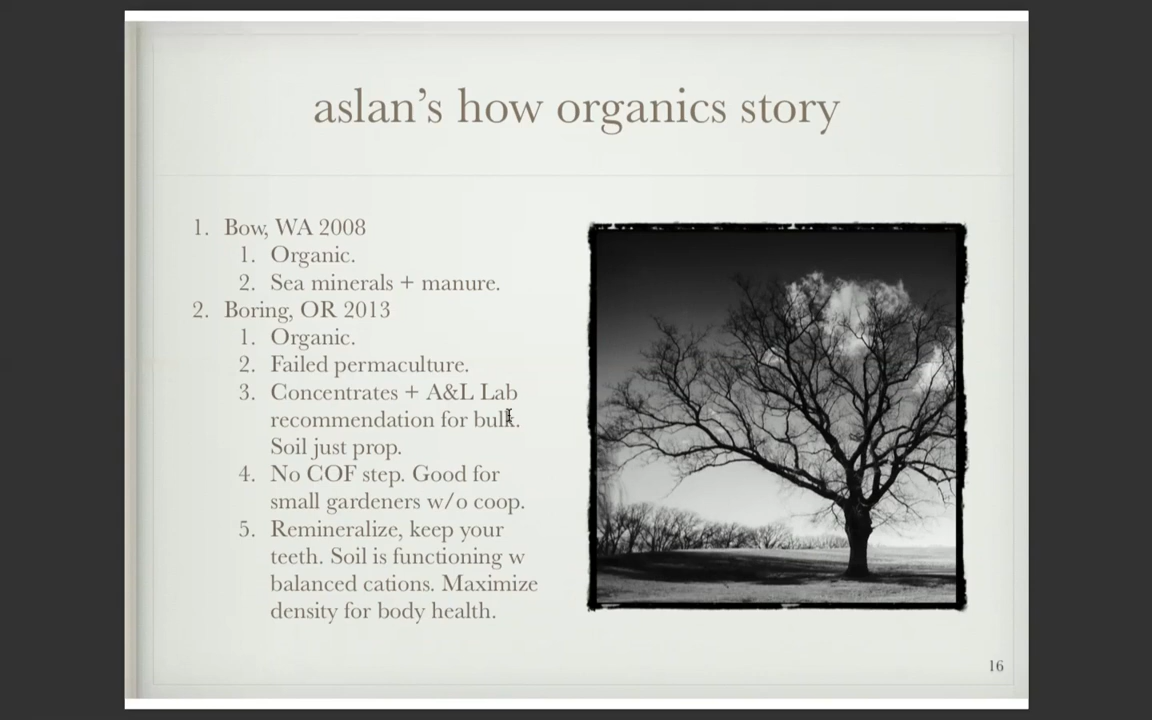 aslan's how organics story
1. Bow, WA 2008
1. Organic.
2. Sea minerals + manure.
2. Boring, OR 2013
1. Organic.
2. Failed permaculture.
3. Concentrates + A&L Lab
recommendation for bulk.
Soil just prop.
4. No COF step. Good for
small gardeners w/o coop.
5. Remineralize, keep your
teeth. Soil is functioning w
balanced cations. Maximize
density for body health.
16